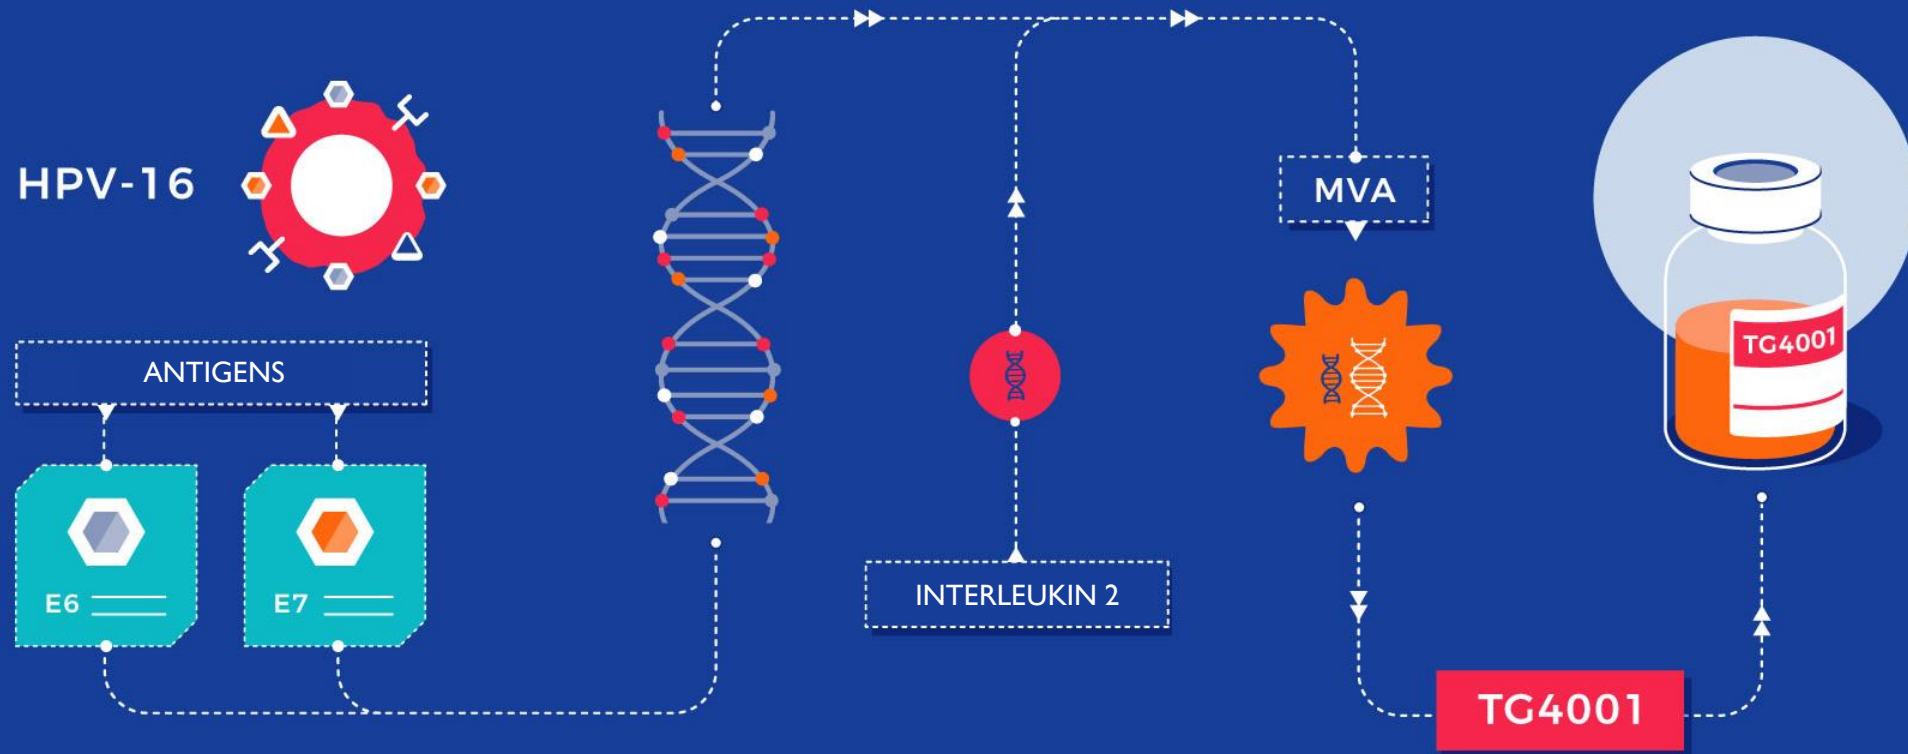 HPV-16
ANTIGENS
E6
E7
INTERLEUKIN 2
MVA
TG4001
TG4001